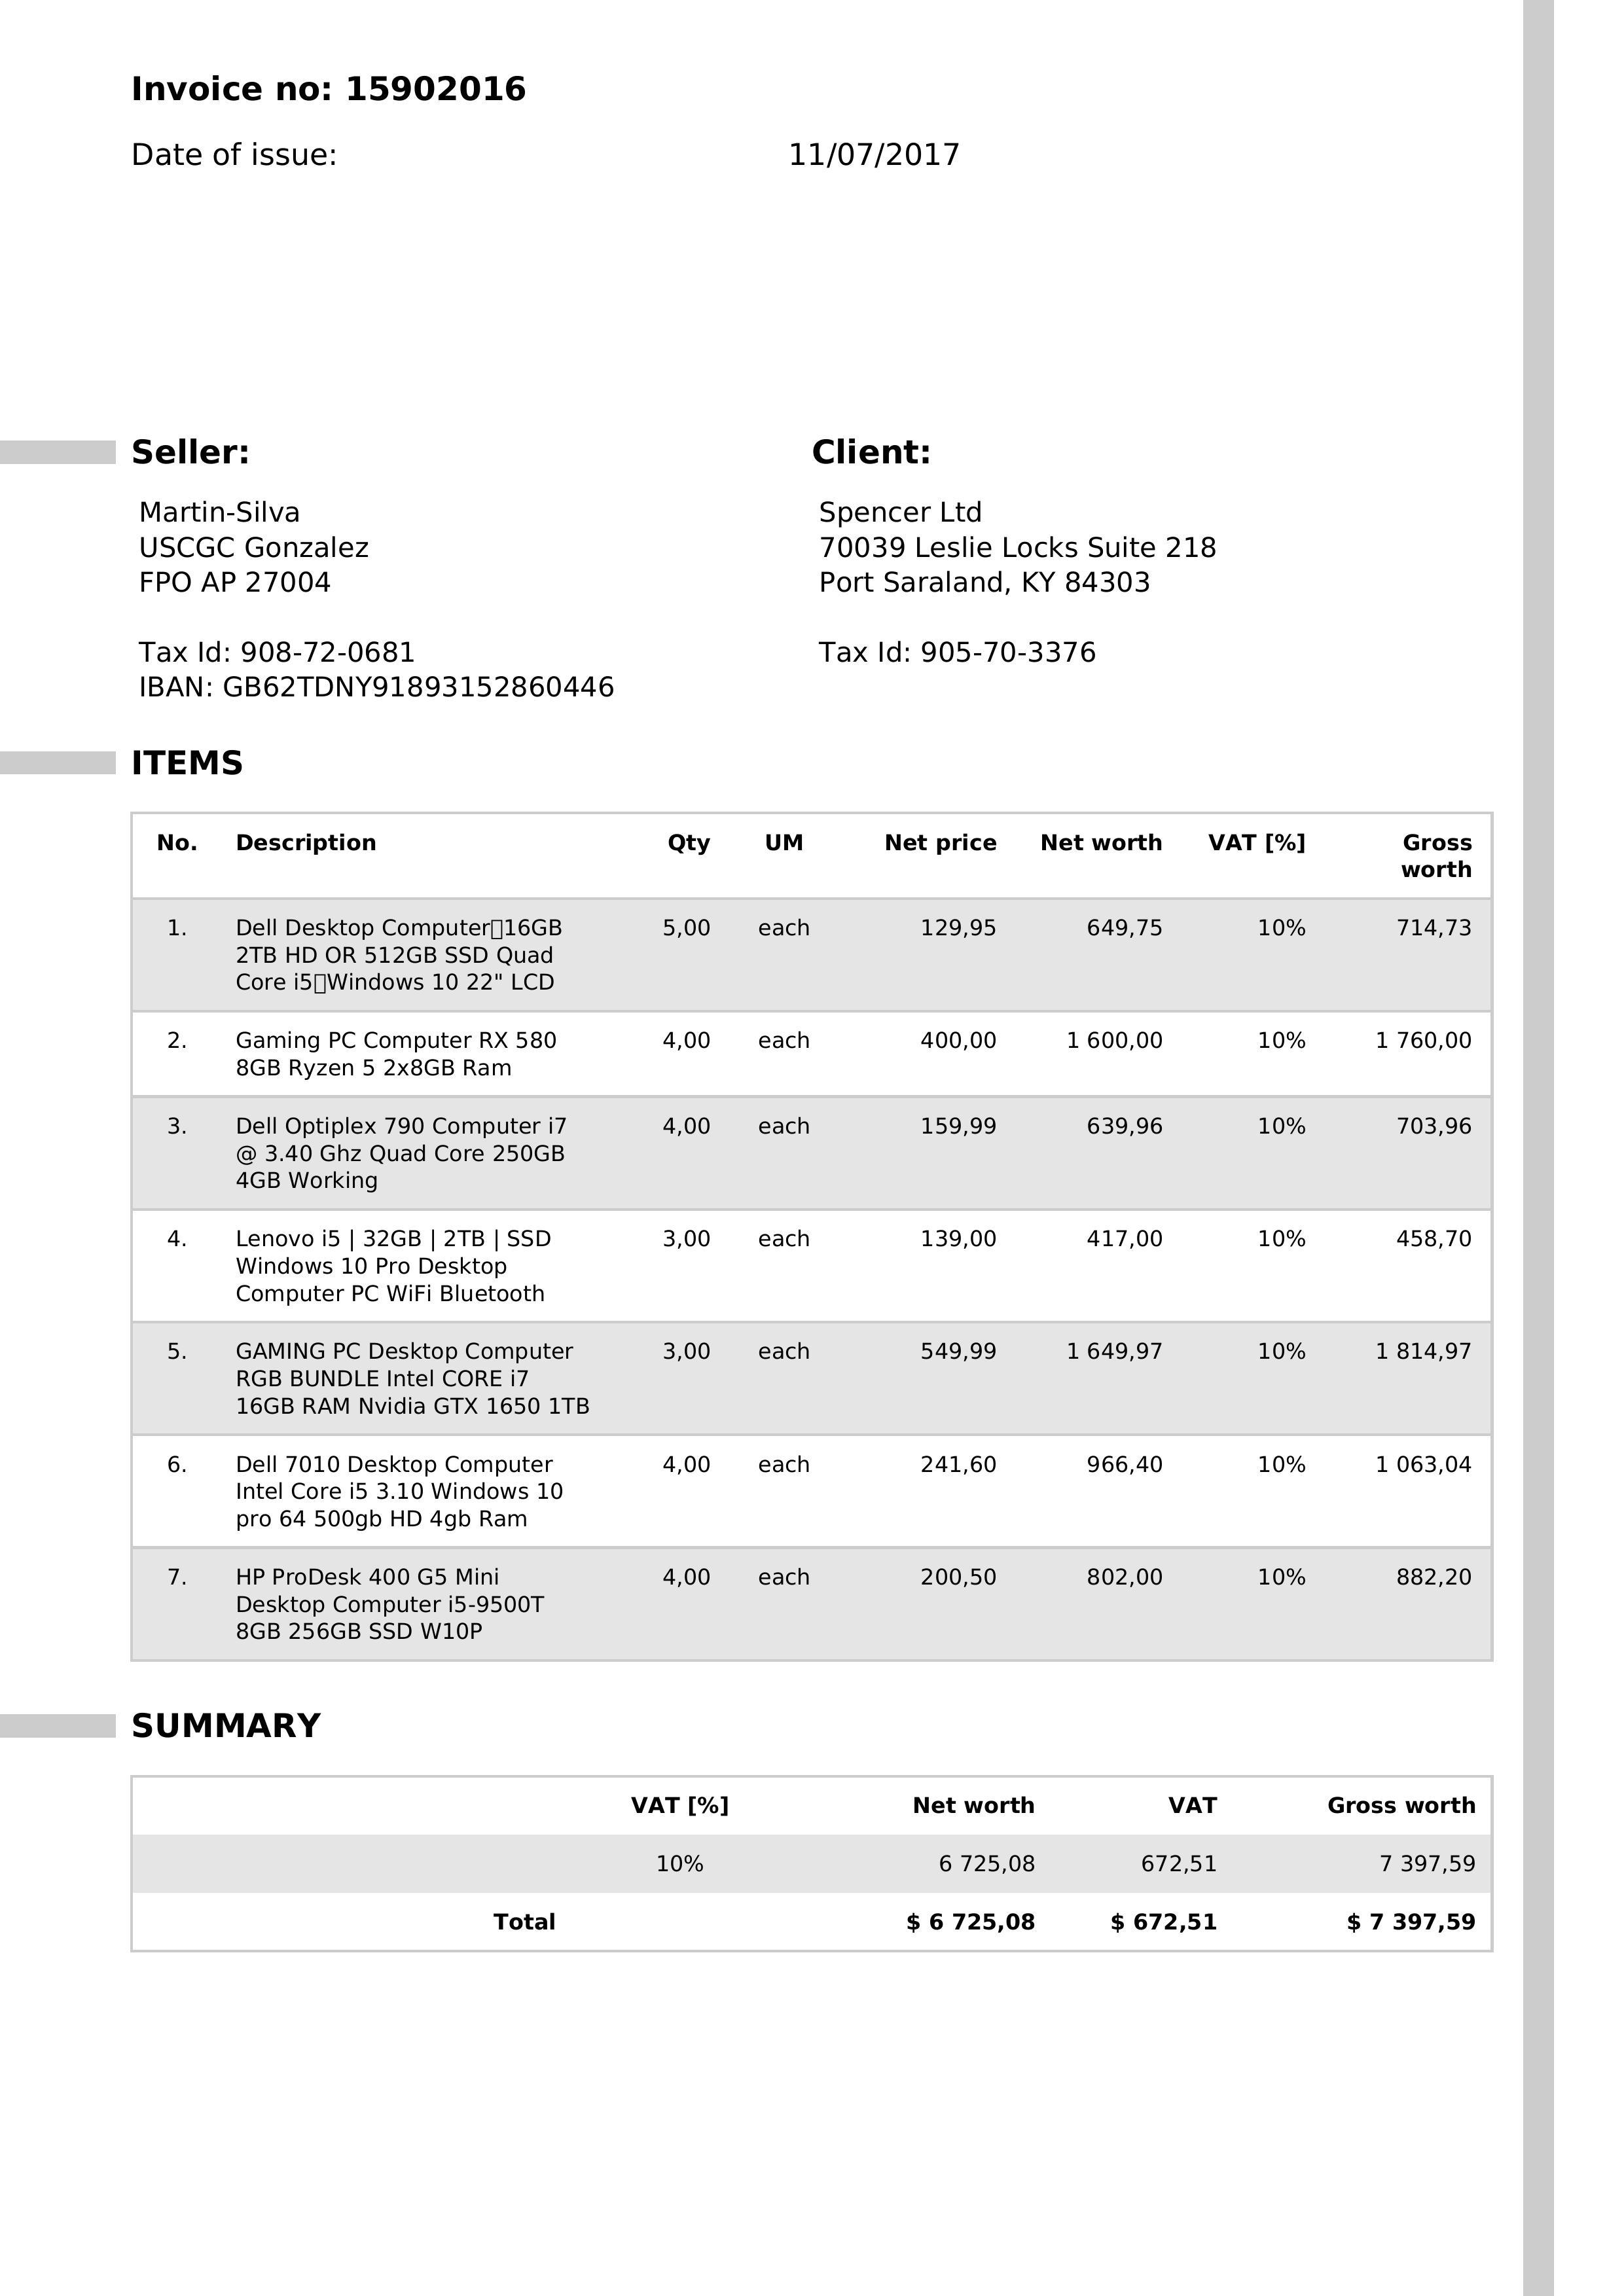 Invoice no: 15902016
Date of issue: 11/07/2017
Seller: Client:
Martin-Silva Spencer Ltd
USCGC Gonzalez 70039 Leslie Locks Suite 218
FPO AP 27004 Port Saraland, KY 84303
Tax Id: 908-72-0681 Tax Id: 905-70-3376
IBAN: GB62TDNY91893152860446
ITEMS
No. Description Qty UM Net price Net worth VAT [%] Gross
worth
1. Dell Desktop Computer▯16GB 5,00 each 129,95 649,75 10% 714,73
2TB HD OR 512GB SSD Quad
Core i5▯Windows 10 22" LCD
2. Gaming PC Computer RX 580 4,00 each 400,00 1 600,00 10% 1 760,00
8GB Ryzen 5 2x8GB Ram
3. Dell Optiplex 790 Computer i7 4,00 each 159,99 639,96 10% 703,96
@ 3.40 Ghz Quad Core 250GB
4GB Working
4. Lenovo i5 | 32GB | 2TB | SSD 3,00 each 139,00 417,00 10% 458,70
Windows 10 Pro Desktop
Computer PC WiFi Bluetooth
5. GAMING PC Desktop Computer 3,00 each 549,99 1 649,97 10% 1 814,97
RGB BUNDLE Intel CORE i7
16GB RAM Nvidia GTX 1650 1TB
6. Dell 7010 Desktop Computer 4,00 each 241,60 966,40 10% 1 063,04
Intel Core i5 3.10 Windows 10
pro 64 500gb HD 4gb Ram
7. HP ProDesk 400 G5 Mini 4,00 each 200,50 802,00 10% 882,20
Desktop Computer i5-9500T
8GB 256GB SSD W10P
SUMMARY
VAT [%] Net worth VAT Gross worth
10% 6 725,08 672,51 7 397,59
Total $ 6 725,08 $ 672,51 $ 7 397,59